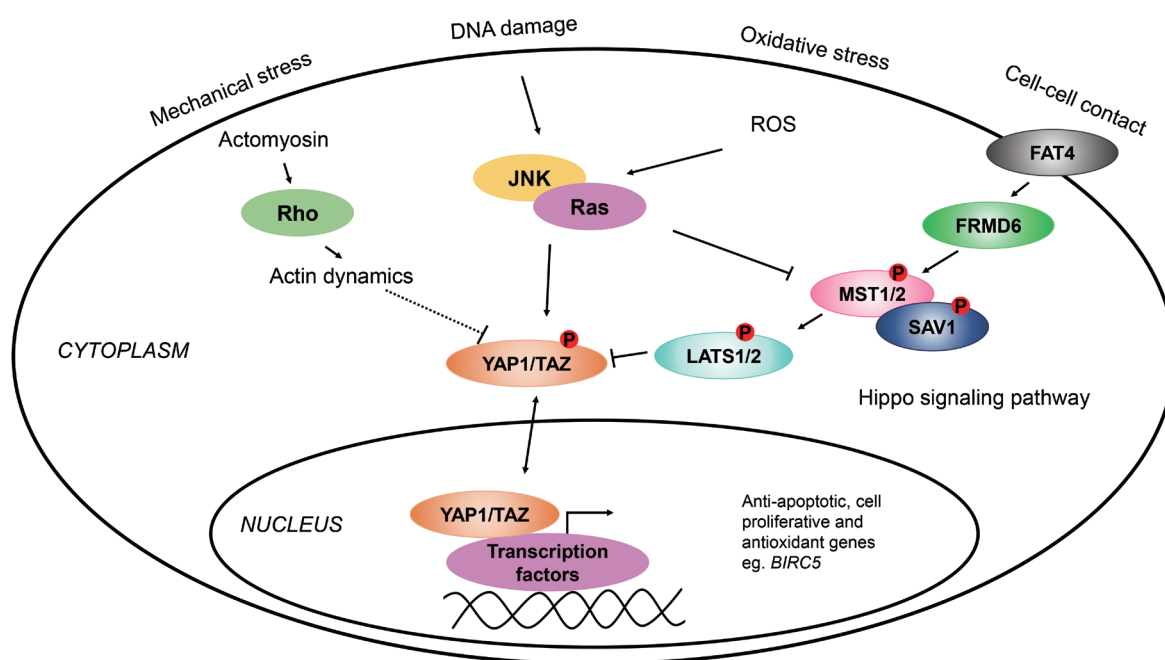 DNA damage
Oxidative stress
Mechanical stress
Cell-cell contact
Actomyosin
ROS
FAT4
JNK
Ras
Rho
FRMD6
Actin dynamics
P
MST1/2
P
SAV1
CYTOPLASM
P
YAP1/TAZ
P
LATS1/2
Hippo signaling pathway
NUCLEUS
YAP1/TAZ
Transcription
factors
Anti-apoptotic, cell
proliferative and
antioxidant genes
eg. BIRC5